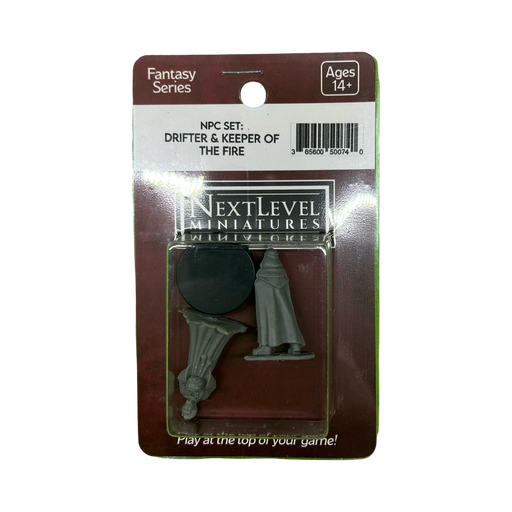 Fantasy
Series
Ages
14+
NPC SET:
DRIFTER & KEEPER OF
THE FIRE
3 65600 50074 0
NEXTLEVEL
MINIATURES
Play at the top of your game!